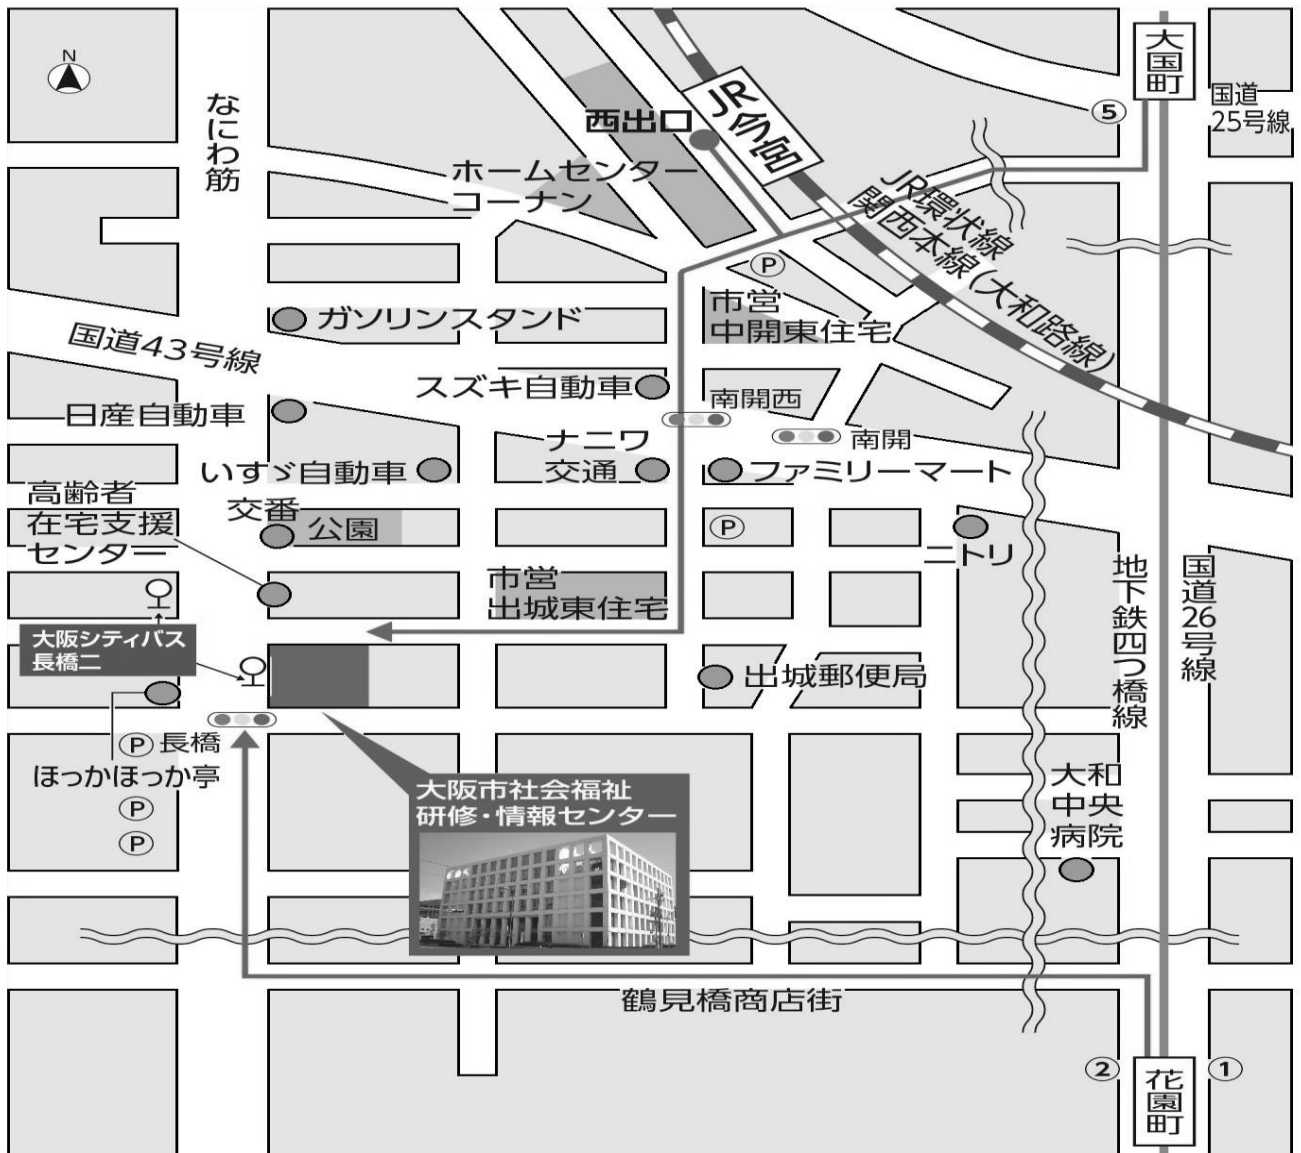 N
なにわ筋
西出口
JR今宮
大国町
⑤
国道
25号線
ホームセンター
コーナン
JR環状線
関西本線(大和路線)
P
市営
中開東住宅
ガソリンスタンド
国道43号線
スズキ自動車
南開西
日産自動車
南開
ナニワ
交通
いすゞ自動車
ファミリーマート
高齢者
在宅支援
センター
交番
公園
P
ニトリ
市営
出城東住宅
地下鉄四つ橋線
国道26号線
大阪シティバス
長橋二
出城郵便局
P
長橋
ほっかほっか亭
P
P
大阪市社会福祉
研修・情報センター
大和
中央
病院
鶴見橋商店街
②
花園町
①